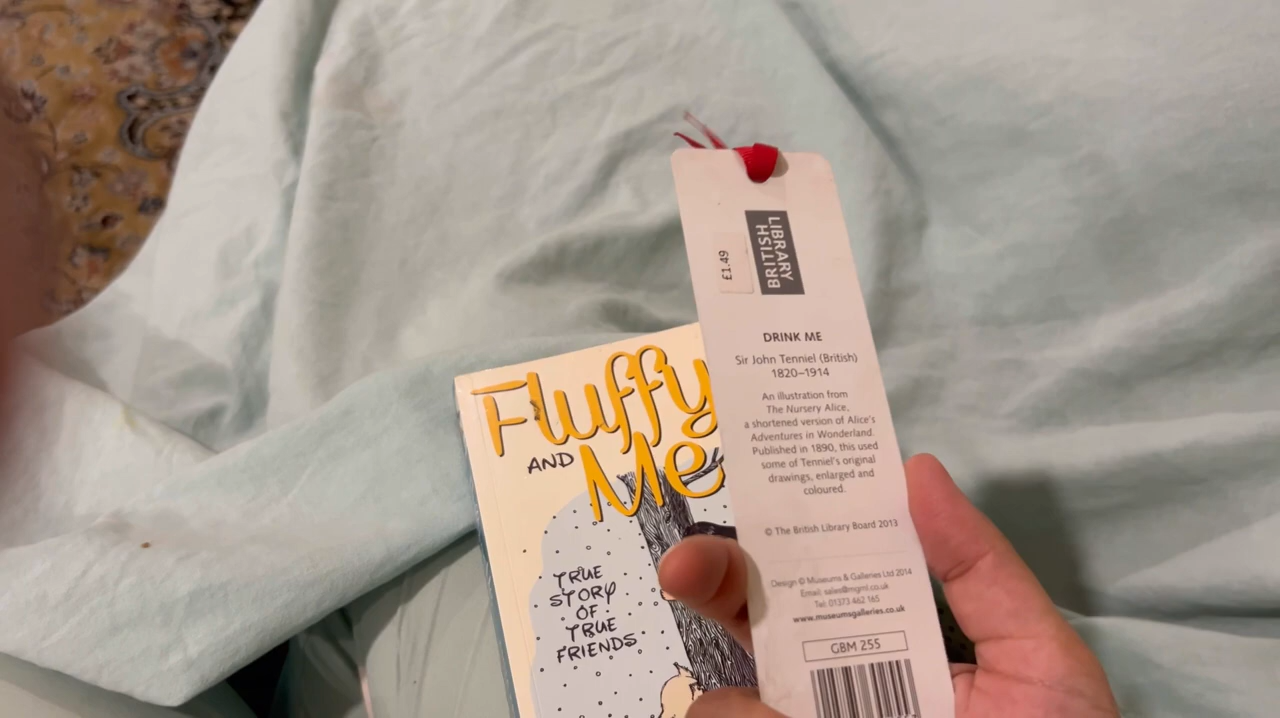 LIBRARY
BRITISH
£1.49
DRINK ME
Sir John Tenniel (British)
1820–1914
An illustration from
The Nursery Alice,
a shortened version of Alice's
Adventures in Wonderland.
Published in 1890, this used
some of Tenniel's original
drawings, enlarged and
coloured.
© The British Library Board 2013
Design © Museums & Galleries Ltd 2014
Email: sales@mgml.co.uk
Tel: 01373 462 165
www.museumsgalleries.co.uk
GBM 255
Fluffy
AND Me
TRUE
STORY
OF
TRUE
FRIENDS